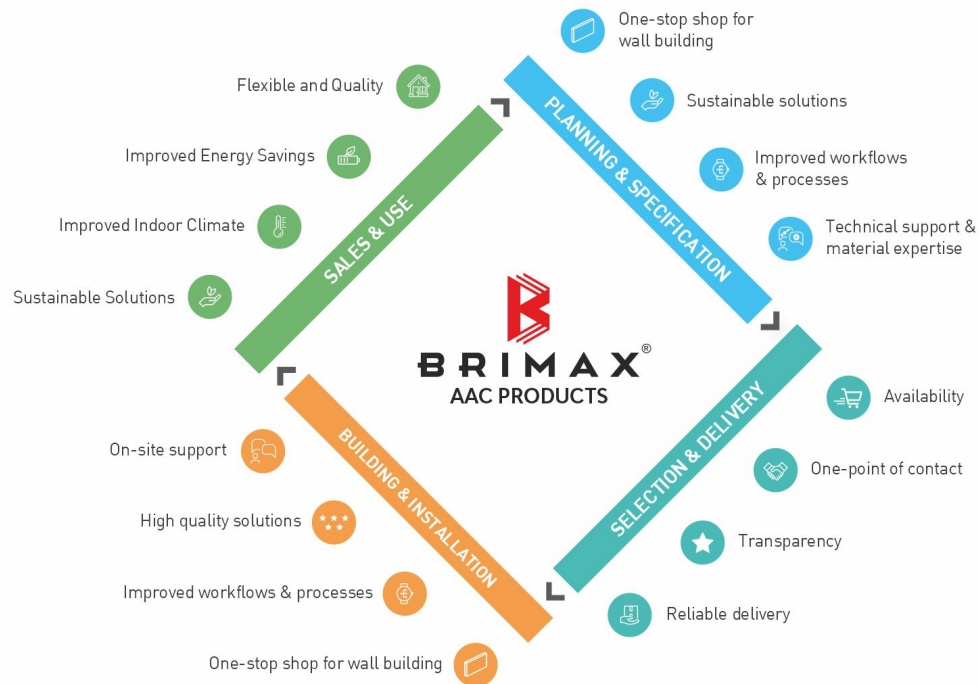 One-stop shop for
wall building
Sustainable solutions
Improved workflows
& processes
Technical support &
material expertise
PLANNING & SPECIFICATION
Flexible and Quality
Improved Energy Savings
Improved Indoor Climate
Sustainable Solutions
SALES & USE
BRIMAX®
AAC PRODUCTS
Availability
One-point of contact
Transparency
Reliable delivery
SELECTION & DELIVERY
On-site support
High quality solutions
Improved workflows & processes
One-stop shop for wall building
BUILDING & INSTALLATION